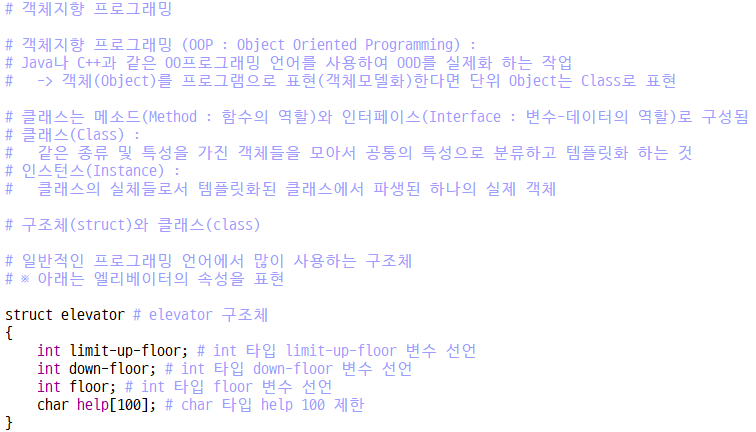 # 객체지향 프로그래밍
# 객체지향 프로그래밍 (OOP : Object Oriented Programming) :
# Java나 C++과 같은 OO프로그래밍 언어를 사용하여 OOD를 실제화 하는 작업
#   -> 객체(Object)를 프로그램으로 표현(객체모델화)한다면 단위 Object는 Class로 표현
# 클래스는 메소드(Method : 함수의 역할)와 인터페이스(Interface : 변수-데이터의 역할)로 구성됨
# 클래스(Class) :
#   같은 종류 및 특성을 가진 객체들을 모아서 공통의 특성으로 분류하고 템플릿화 하는 것
# 인스턴스(Instance) :
#   클래스의 실체들로서 템플릿화된 클래스에서 파생된 하나의 실제 객체
# 구조체(struct)와 클래스(class)
# 일반적인 프로그래밍 언어에서 많이 사용하는 구조체
# ※ 아래는 엘리베이터의 속성을 표현
struct elevator # elevator 구조체
{
    int limit-up-floor; # int 타입 limit-up-floor 변수 선언
    int down-floor; # int 타입 down-floor 변수 선언
    int floor; # int 타입 floor 변수 선언
    char help[100]; # char 타입 help 100 제한
}